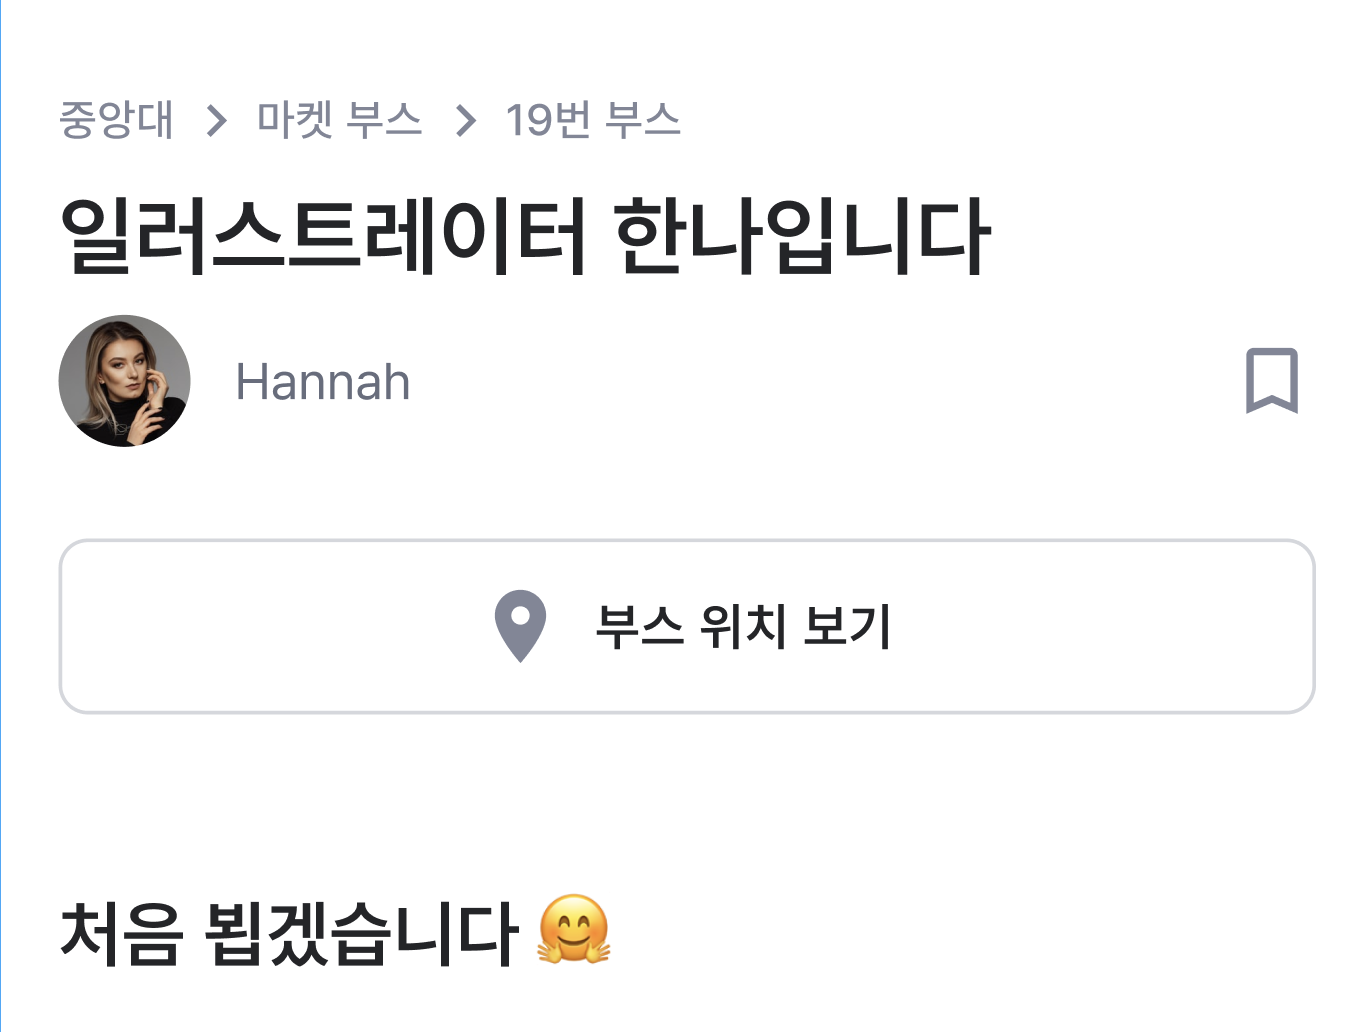 중앙대 > 마켓 부스 > 19번 부스
일러스트레이터 한나입니다
Hannah
부스 위치 보기
처음 뵙겠습니다 🤗